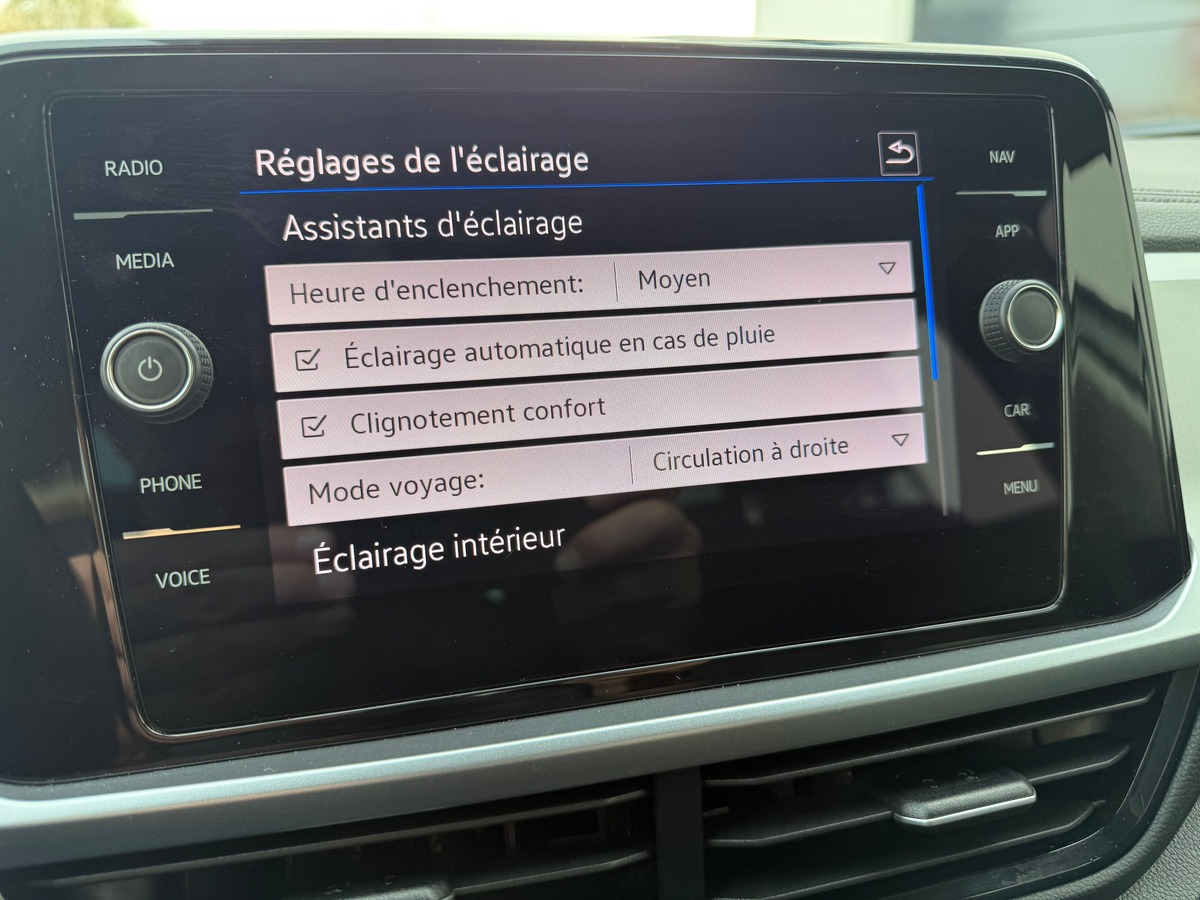 RADIO
MEDIA
PHONE
VOICE
Réglages de l'éclairage
Assistants d'éclairage
Heure d'enclenchement: Moyen
Éclairage automatique en cas de pluie
Clignotement confort
Mode voyage: Circulation à droite
Éclairage intérieur
NAV
APP
CAR
MENU